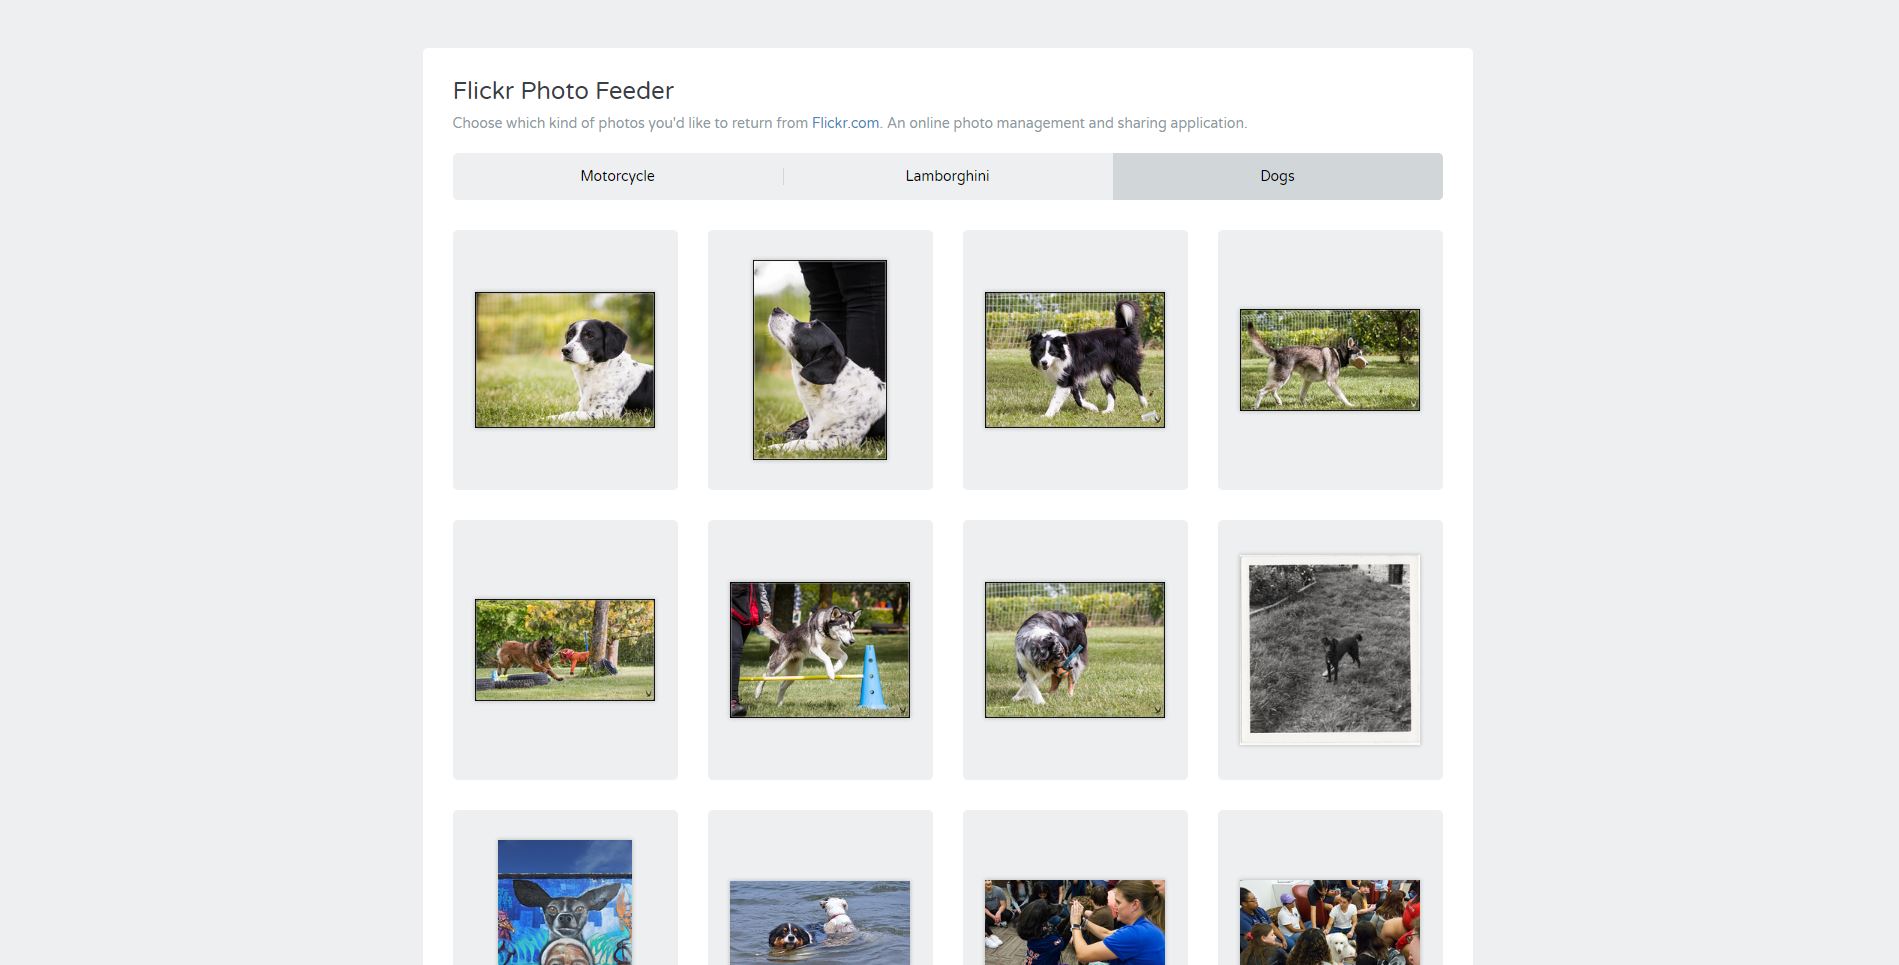 Flickr Photo Feeder
Choose which kind of photos you'd like to return from Flickr.com. An online photo management and sharing application.
Motorcycle
Lamborghini
Dogs